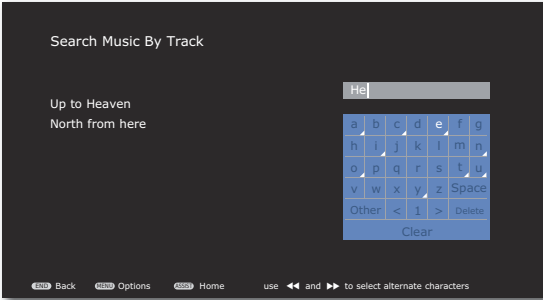 Search Music By Track
He
Up to Heaven
North from here
a b c d e f g
h i j k l m n
o p q r s t u
v w x y z Space
Other < 1 > Delete
Clear
END Back MENU Options ASSIST Home use ◀◀ and ▶▶ to select alternate characters